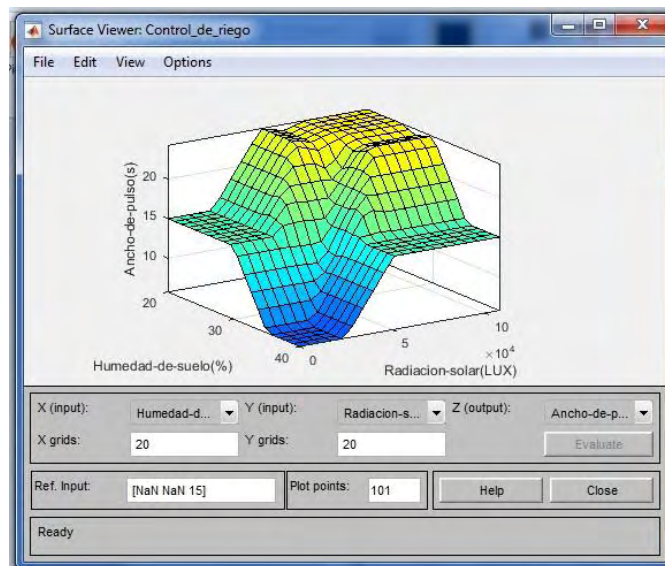 Surface Viewer: Control_de_riego
File Edit View Options
Ancho-de-pulso(s)
20
15
10
20
30
40
Humedad-de-suelo(%)
0
5
10
×10⁴
Radiacion-solar(LUX)
X (input): Humedad-d... Y (input): Radiacion-s... Z (output): Ancho-de-p...
X grids: 20 Y grids: 20 Evaluate
Ref. Input: [NaN NaN 15] Plot points: 101 Help Close
Ready